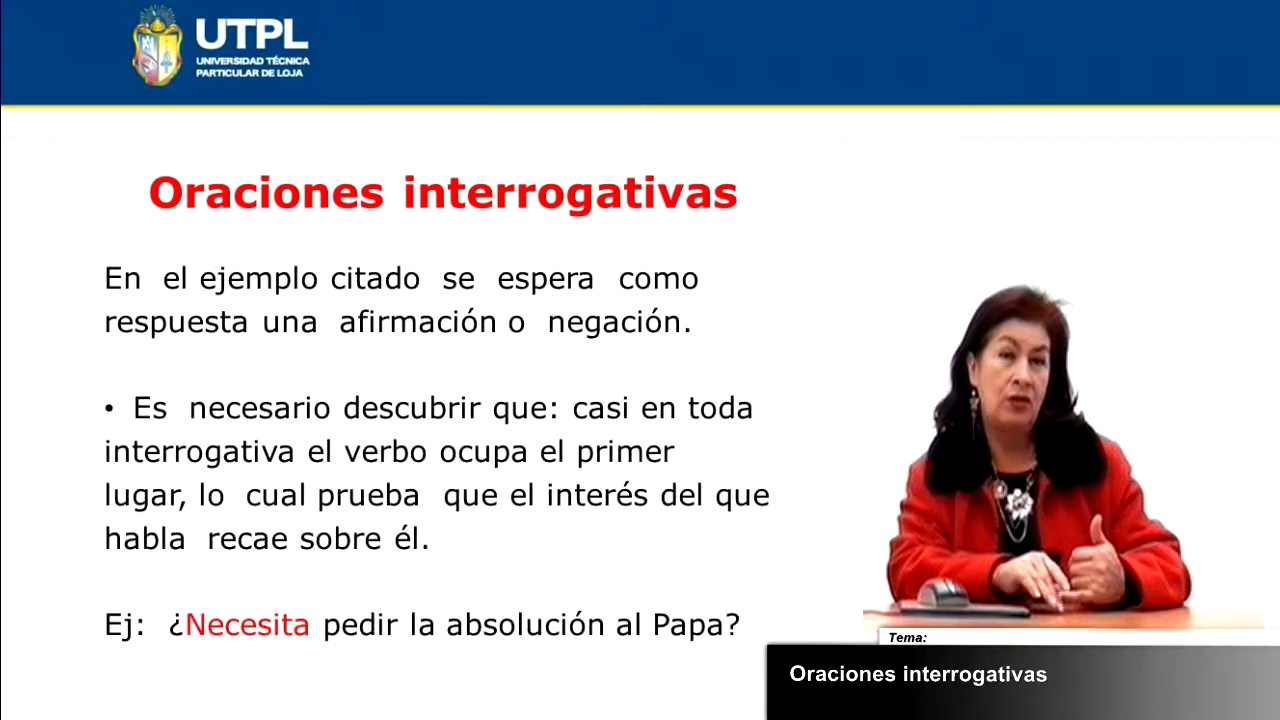 UTPL
UNIVERSIDAD TÉCNICA
PARTICULAR DE LOJA
Oraciones interrogativas
En el ejemplo citado se espera como
respuesta una afirmación o negación.
• Es necesario descubrir que: casi en toda
interrogativa el verbo ocupa el primer
lugar, lo cual prueba que el interés del que
habla recae sobre él.
Ej: ¿Necesita pedir la absolución al Papa?
Tema:
Oraciones interrogativas